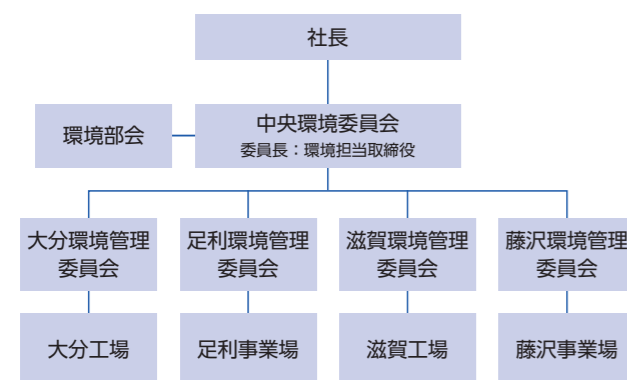 社長
環境部会
中央環境委員会
委員長：環境担当取締役
大分環境管理
委員会
足利環境管理
委員会
滋賀環境管理
委員会
藤沢環境管理
委員会
大分工場
足利事業場
滋賀工場
藤沢事業場